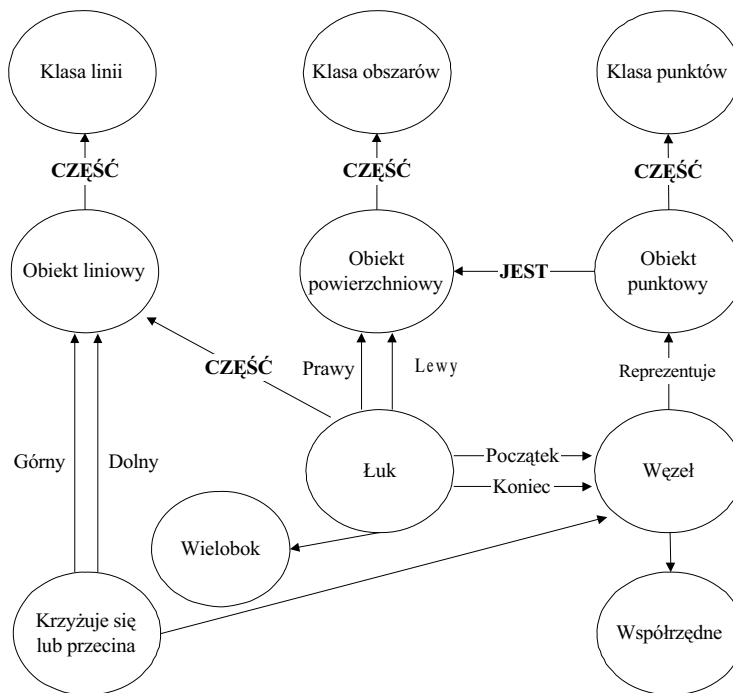 Klasa linii
Klasa obszarów
Klasa punktów
CZĘŚĆ
CZĘŚĆ
CZĘŚĆ
Obiekt liniowy
Obiekt
powierzchniowy
JEST
Obiekt
punktowy
CZĘŚĆ
Prawy
Lewy
Reprezentuje
Górny
Dolny
Łuk
Początek
Koniec
Węzeł
Wielobok
Krzyżuje się
lub przecina
Współrzędne